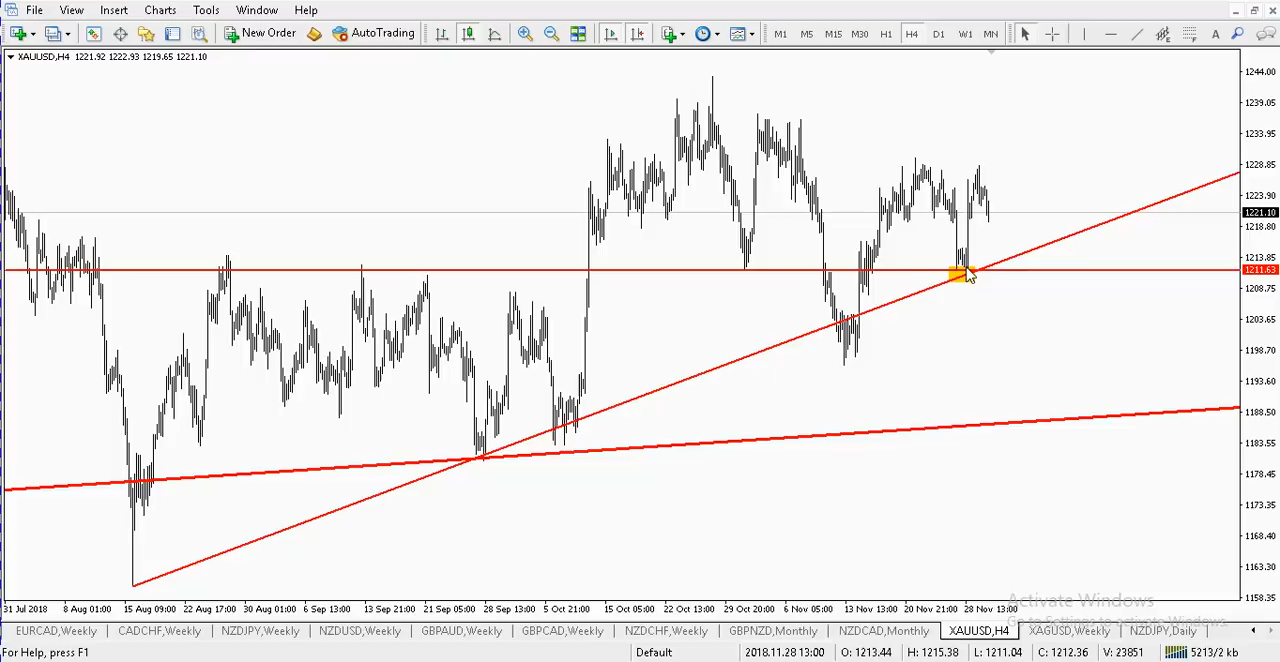 File View Insert Charts Tools Window Help
New Order AutoTrading M1 M5 M15 M30 H1 H4 D1 W1 MN A
XAUUSD,H4 1221.92 1222.93 1219.65 1221.10
1244.00
1239.05
1233.95
1228.85
1223.90
1221.10
1218.80
1213.85
1211.63
1208.75
1203.65
1198.70
1193.60
1188.50
1183.55
1178.45
1173.35
1168.40
1163.30
1158.35
31 Jul 2018 8 Aug 01:00 15 Aug 09:00 22 Aug 17:00 30 Aug 01:00 6 Sep 13:00 13 Sep 21:00 21 Sep 05:00 28 Sep 13:00 5 Oct 21:00 15 Oct 05:00 22 Oct 13:00 29 Oct 20:00 6 Nov 05:00 13 Nov 13:00 20 Nov 21:00 28 Nov 13:00
Activate Windows
Go to Settings to activate Windows.
EURCAD,Weekly CADCHF,Weekly NZDJPY,Weekly NZDUSD,Weekly GBPAUD,Weekly GBPCAD,Weekly NZDCHF,Weekly GBPNZD,Monthly NZDCAD,Monthly XAUUSD,H4 XAGUSD,Weekly NZDJPY,Daily
For Help, press F1 Default 2018.11.28 13:00 O: 1213.44 H: 1215.38 L: 1211.04 C: 1212.36 V: 23851 5213/2 kb